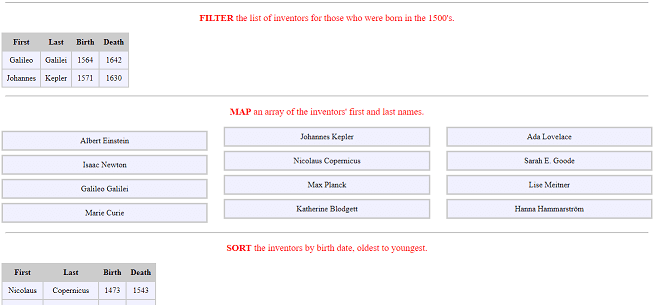 FILTER the list of inventors for those who were born in the 1500's.
First Last Birth Death
Galileo Galilei 1564 1642
Johannes Kepler 1571 1630
MAP an array of the inventors' first and last names.
Albert Einstein
Isaac Newton
Galileo Galilei
Marie Curie
Johannes Kepler
Nicolaus Copernicus
Max Planck
Katherine Blodgett
Ada Lovelace
Sarah E. Goode
Lise Meitner
Hanna Hammarström
SORT the inventors by birth date, oldest to youngest.
First Last Birth Death
Nicolaus Copernicus 1473 1543